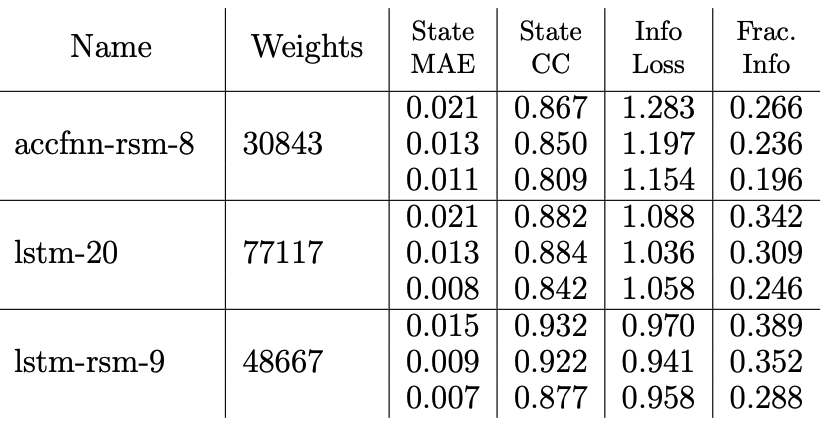 Name Weights State MAE State CC Info Loss Frac. Info
0.021 0.867 1.283 0.266
accfnn-rsm-8 30843 0.013 0.850 1.197 0.236
0.011 0.809 1.154 0.196
0.021 0.882 1.088 0.342
lstm-20 77117 0.013 0.884 1.036 0.309
0.008 0.842 1.058 0.246
0.015 0.932 0.970 0.389
lstm-rsm-9 48667 0.009 0.922 0.941 0.352
0.007 0.877 0.958 0.288